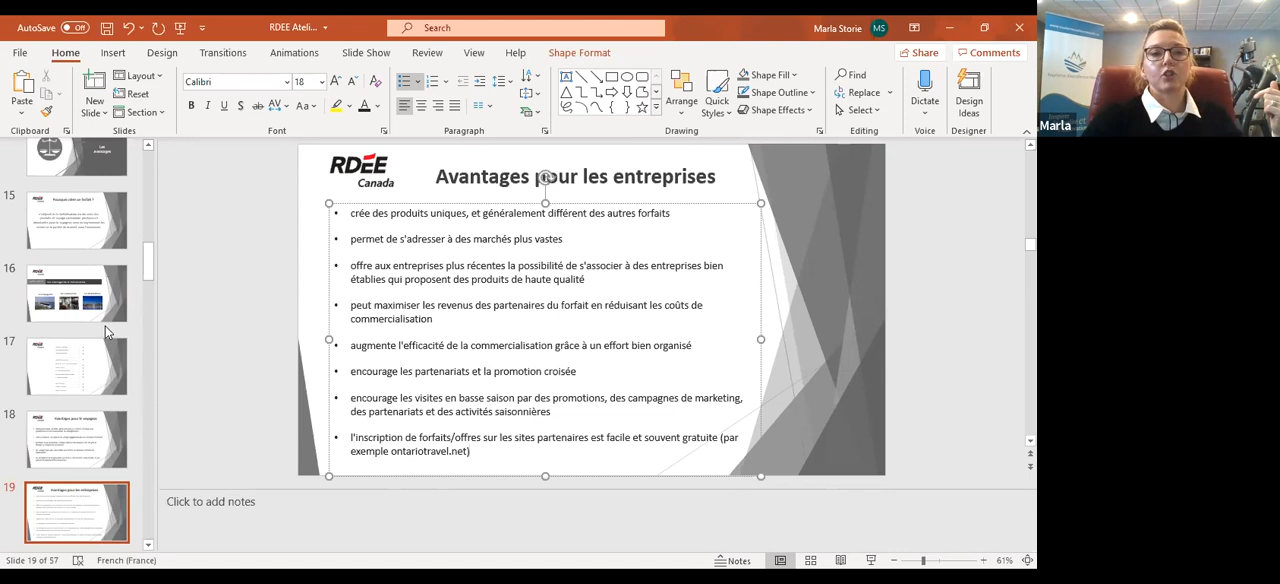 AutoSave Off RDEE Ateli... Search Marla Storie MS
File Home Insert Design Transitions Animations Slide Show Review View Help Shape Format Share Comments
Paste New Slide Layout Reset Section Calibri 18 Arrange Quick Styles Shape Fill Shape Outline Shape Effects Find Replace Select Dictate Design Ideas
Clipboard Slides Font Paragraph Drawing Editing Voice Designer
Marla
15
16
17
18
19
RDÉE
Canada
Avantages pour les entreprises
• crée des produits uniques, et généralement différent des autres forfaits
• permet de s'adresser à des marchés plus vastes
• offre aux entreprises plus récentes la possibilité de s'associer à des entreprises bien
établies qui proposent des produits de haute qualité
• peut maximiser les revenus des partenaires du forfait en réduisant les coûts de
commercialisation
• augmente l'efficacité de la commercialisation grâce à un effort bien organisé
• encourage les partenariats et la promotion croisée
• encourage les visites en basse saison par des promotions, des campagnes de marketing,
des partenariats et des activités saisonnières
• l'inscription de forfaits/offres sur les sites partenaires est facile et souvent gratuite (par
exemple ontariotravel.net)
Click to add notes
Slide 19 of 57 French (France) Notes 61%